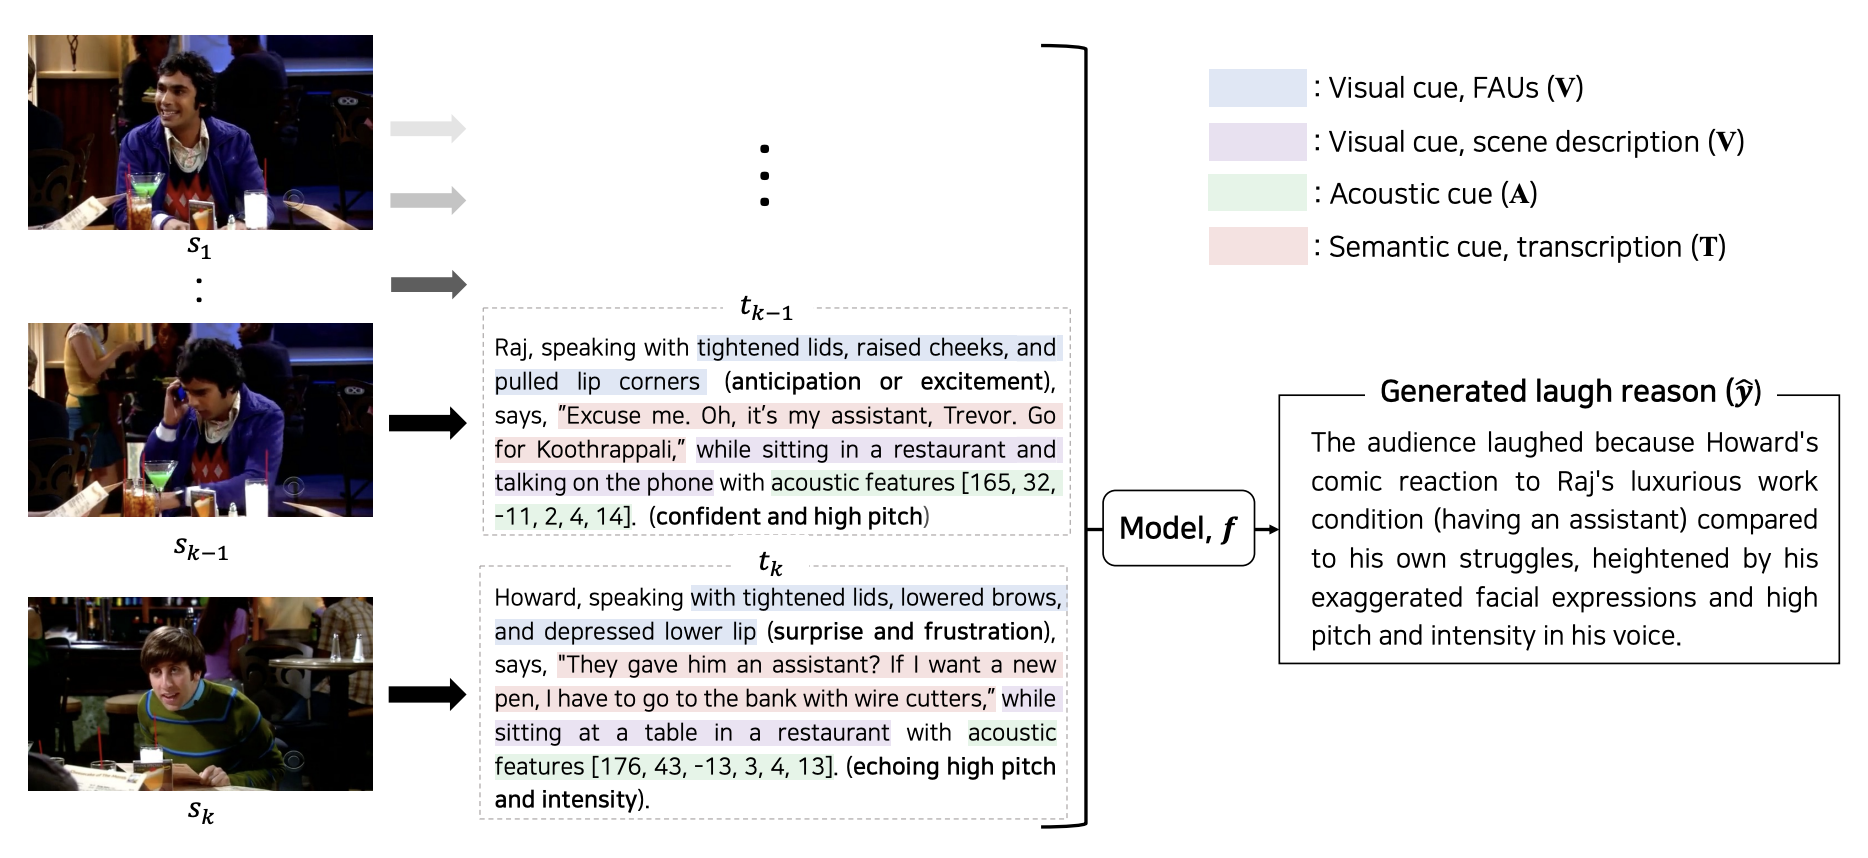 s₁
s_{k−1}
s_k
t_{k−1}
Raj, speaking with tightened lids, raised cheeks, and
pulled lip corners (anticipation or excitement),
says, "Excuse me. Oh, it's my assistant, Trevor. Go
for Koothrappali," while sitting in a restaurant and
talking on the phone with acoustic features [165, 32,
-11, 2, 4, 14]. (confident and high pitch)
t_k
Howard, speaking with tightened lids, lowered brows,
and depressed lower lip (surprise and frustration),
says, "They gave him an assistant? If I want a new
pen, I have to go to the bank with wire cutters," while
sitting at a table in a restaurant with acoustic
features [176, 43, -13, 3, 4, 13]. (echoing high pitch
and intensity).
Model, f
: Visual cue, FAUs (V)
: Visual cue, scene description (V)
: Acoustic cue (A)
: Semantic cue, transcription (T)
Generated laugh reason (ŷ)
The audience laughed because Howard's
comic reaction to Raj's luxurious work
condition (having an assistant) compared
to his own struggles, heightened by his
exaggerated facial expressions and high
pitch and intensity in his voice.